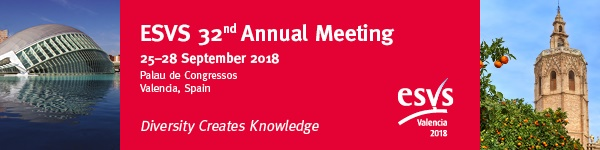 ESVS 32nd Annual Meeting
25–28 September 2018
Palau de Congressos
Valencia, Spain
Diversity Creates Knowledge
esvs
Valencia
2018